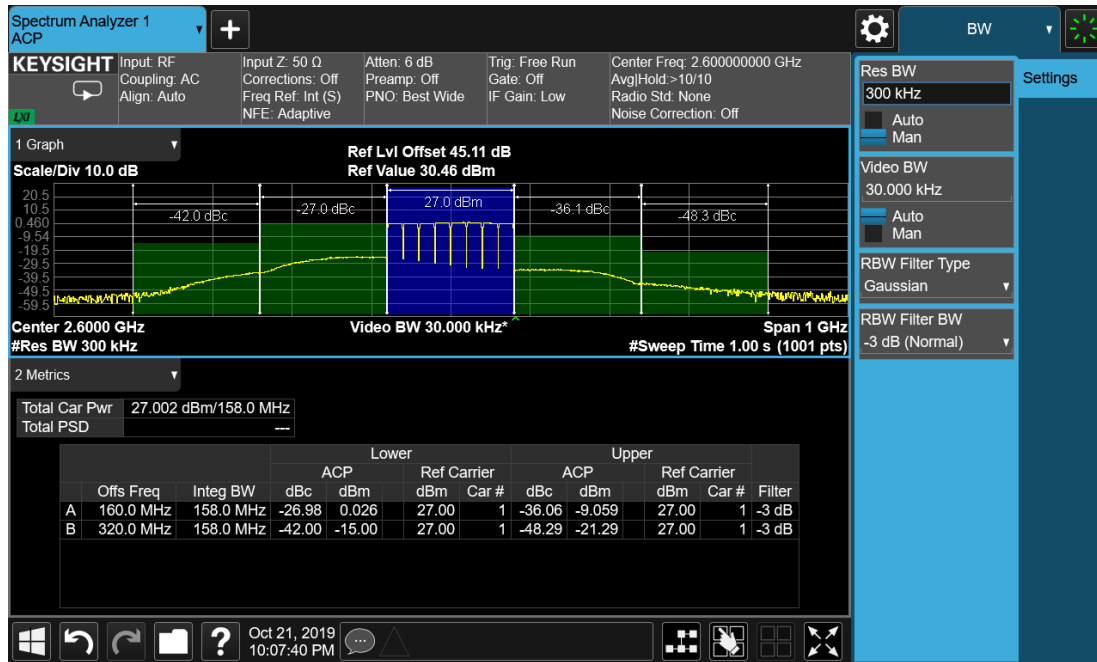 Spectrum Analyzer 1
ACP
+
BW
KEYSIGHT
LXI
Input: RF
Coupling: AC
Align: Auto
Input Z: 50 Ω
Corrections: Off
Freq Ref: Int (S)
NFE: Adaptive
Atten: 6 dB
Preamp: Off
PNO: Best Wide
Trig: Free Run
Gate: Off
IF Gain: Low
Center Freq: 2.600000000 GHz
Avg|Hold:>10/10
Radio Std: None
Noise Correction: Off
Res BW
300 kHz
Auto
Man
Settings
Video BW
30.000 kHz
Auto
Man
RBW Filter Type
Gaussian
RBW Filter BW
-3 dB (Normal)
1 Graph
Scale/Div 10.0 dB
Ref Lvl Offset 45.11 dB
Ref Value 30.46 dBm
20.5
10.5
0.460
-9.54
-19.5
-29.5
-39.5
-49.5
-59.5
-42.0 dBc
-27.0 dBc
27.0 dBm
-36.1 dBc
-48.3 dBc
Center 2.6000 GHz Video BW 30.000 kHz* Span 1 GHz
#Res BW 300 kHz #Sweep Time 1.00 s (1001 pts)
2 Metrics
Total Car Pwr 27.002 dBm/158.0 MHz
Total PSD ---
Lower Upper
ACP Ref Carrier ACP Ref Carrier
Offs Freq Integ BW dBc dBm dBm Car # dBc dBm dBm Car # Filter
A 160.0 MHz 158.0 MHz -26.98 0.026 27.00 1 -36.06 -9.059 27.00 1 -3 dB
B 320.0 MHz 158.0 MHz -42.00 -15.00 27.00 1 -48.29 -21.29 27.00 1 -3 dB
?
Oct 21, 2019
10:07:40 PM